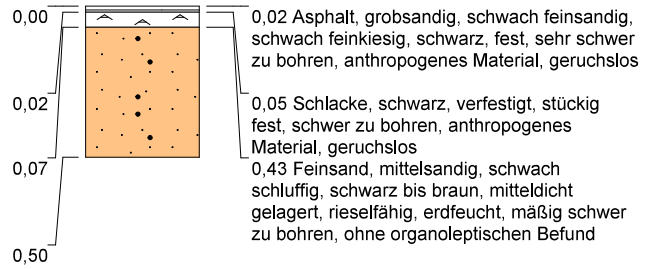 0,00
0,02 Asphalt, grobsandig, schwach feinsandig,
schwach feinkiesig, schwarz, fest, sehr schwer
zu bohren, anthropogenes Material, geruchslos
0,02
0,05 Schlacke, schwarz, verfestigt, stückig
fest, schwer zu bohren, anthropogenes
Material, geruchslos
0,07
0,43 Feinsand, mittelsandig, schwach
schluffig, schwarz bis braun, mitteldicht
gelagert, rieselfähig, erdfeucht, mäßig schwer
zu bohren, ohne organoleptischen Befund
0,50